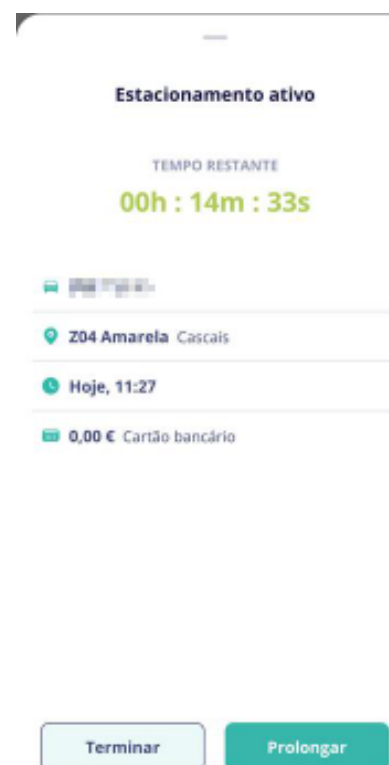 Estacionamento ativo
TEMPO RESTANTE
00h : 14m : 33s
Z04 Amarela Cascais
Hoje, 11:27
0,00 € Cartão bancário
Terminar Prolongar